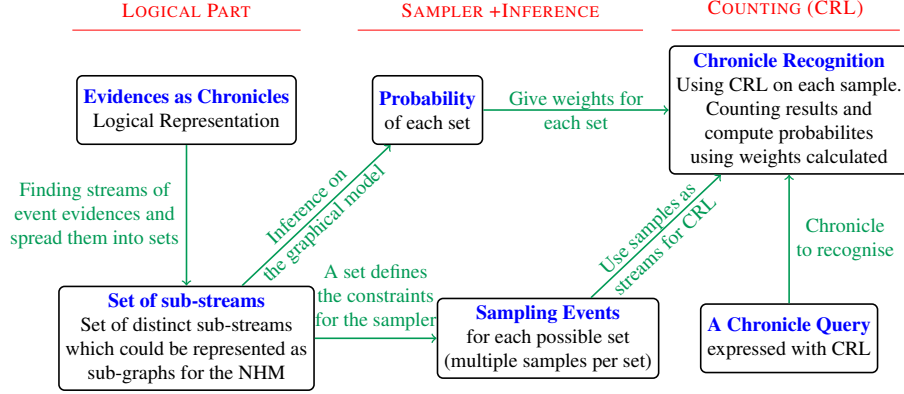 LOGICAL PART
SAMPLER +INFERENCE
COUNTING (CRL)
Evidences as Chronicles
Logical Representation
Probability
of each set
Give weights for
each set
Chronicle Recognition
Using CRL on each sample.
Counting results and
compute probabilites
using weights calculated
Finding streams of
event evidences and
spread them into sets
Inference on
the graphical model
Use samples as
streams for CRL
Chronicle
to recognise
A set defines
the constraints
for the sampler
Set of sub-streams
Set of distinct sub-streams
which could be represented as
sub-graphs for the NHM
Sampling Events
for each possible set
(multiple samples per set)
A Chronicle Query
expressed with CRL